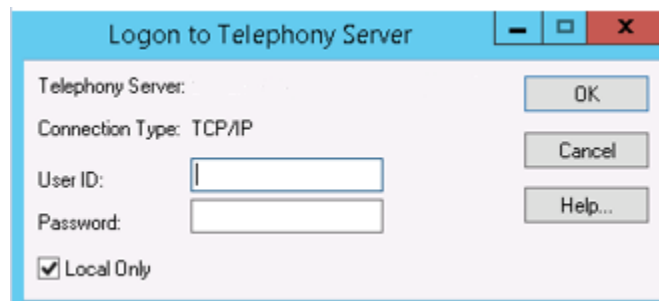 Logon to Telephony Server
Telephony Server:
OK
Connection Type: TCP/IP
Cancel
User ID:
Help...
Password:
Local Only